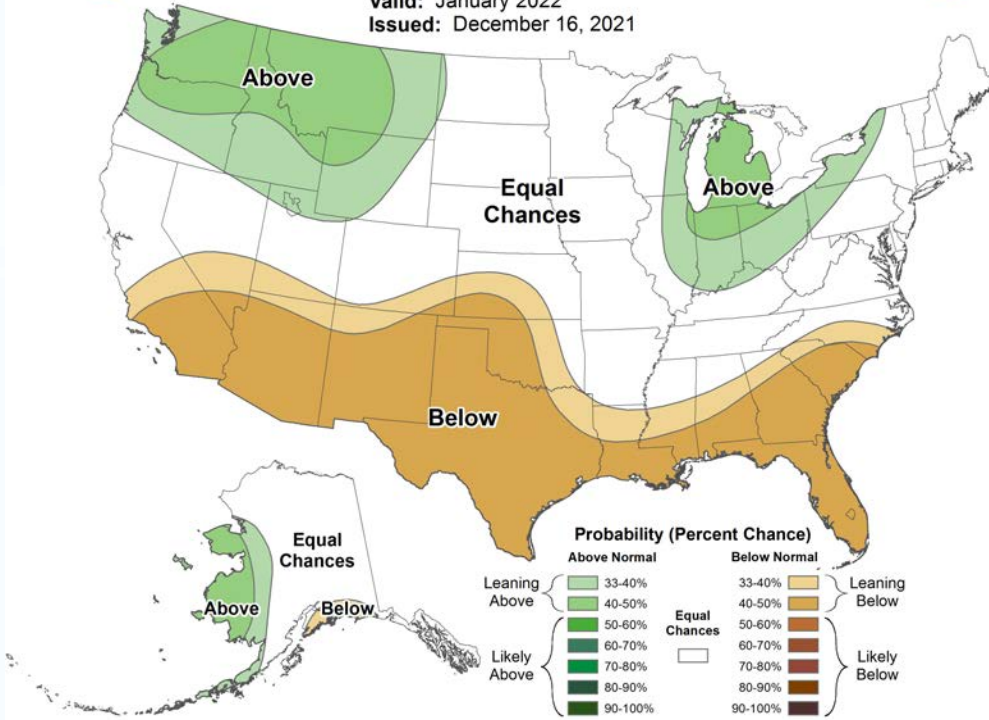 Valid: January 2022
Issued: December 16, 2021
Above
Equal
Chances
Above
Below
Equal
Chances
Above
Below
Probability (Percent Chance)
Above Normal
Below Normal
Leaning
Above
33-40%
40-50%
Likely
Above
50-60%
60-70%
70-80%
80-90%
90-100%
Equal
Chances
33-40%
40-50%
Leaning
Below
50-60%
60-70%
70-80%
80-90%
90-100%
Likely
Below